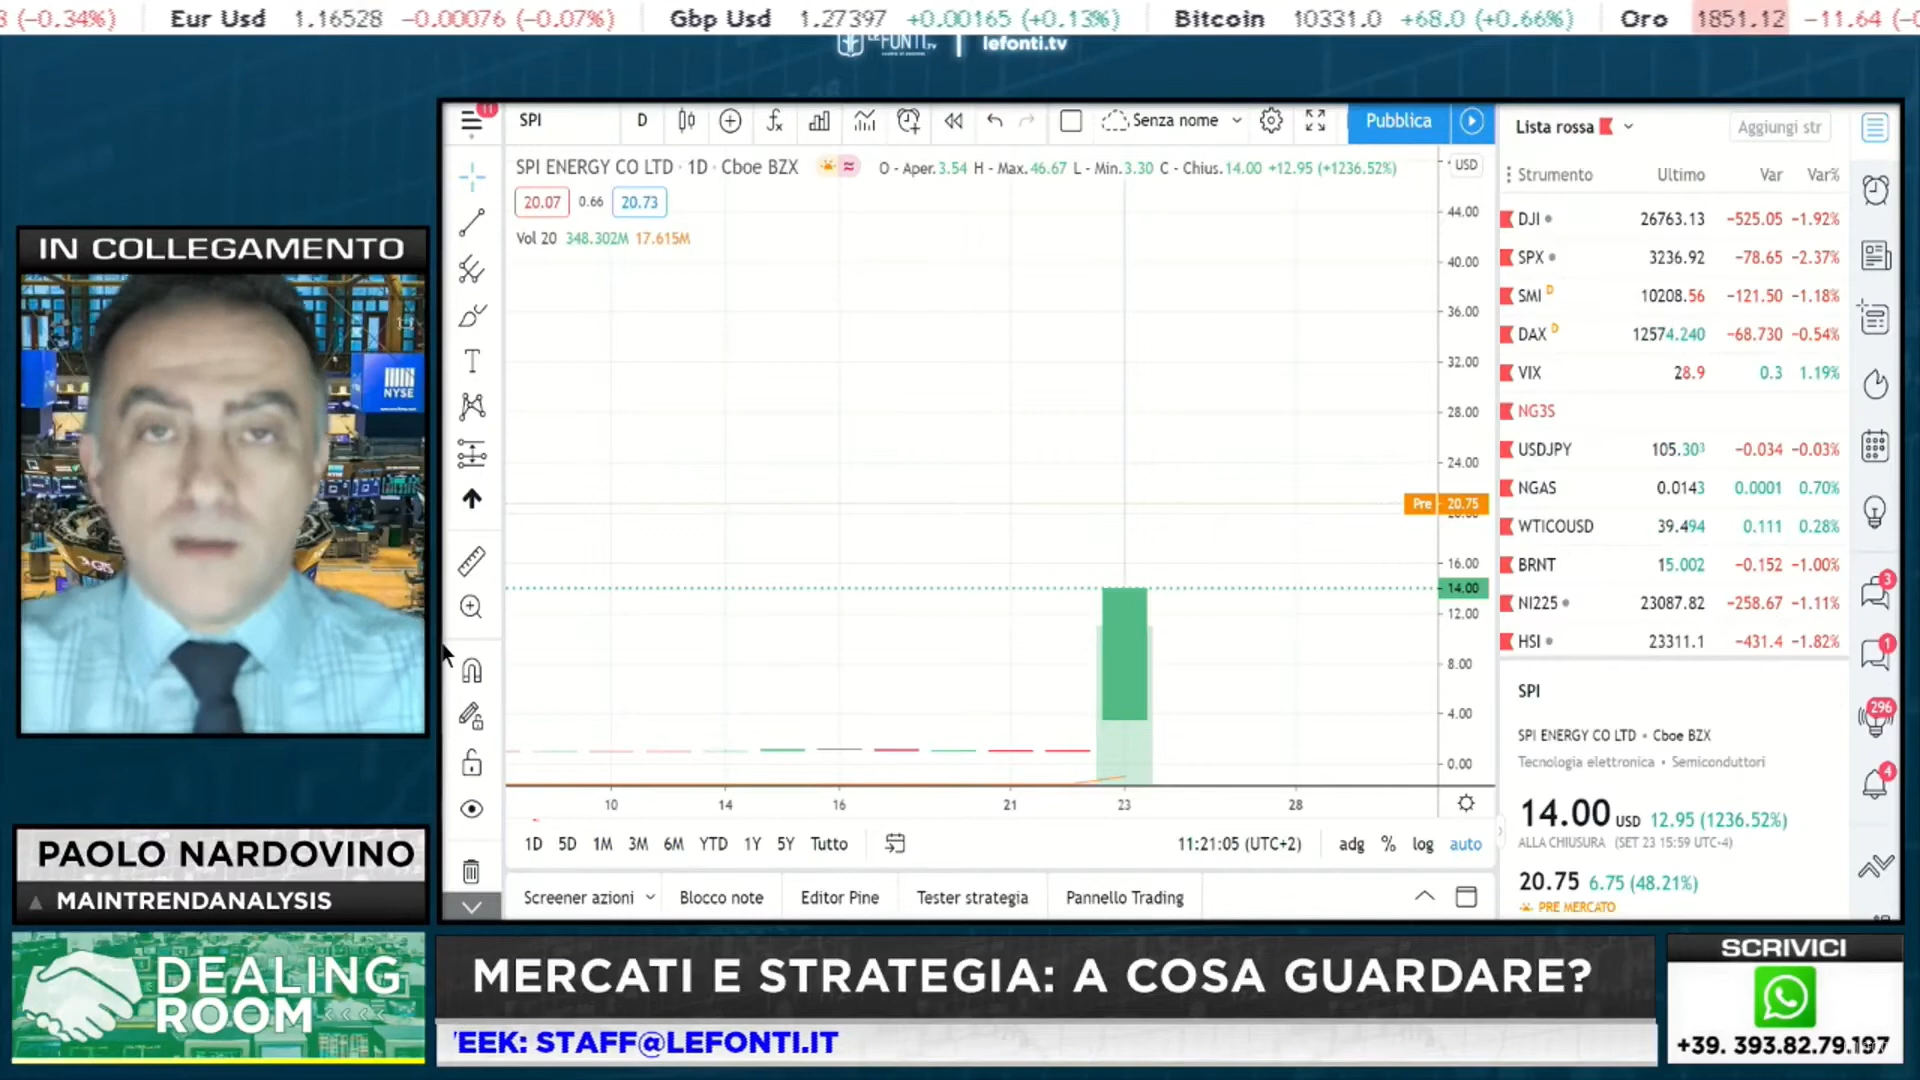 (-0.34%) Eur Usd 1.16528 -0.00076 (-0.07%) Gbp Usd 1.27397 +0.00165 (+0.13%) Bitcoin 10331.0 +68.0 (+0.66%) Oro 1851.12 -11.64
LEFONTI.TV | lefonti.tv
IN COLLEGAMENTO
NYSE
PAOLO NARDOVINO
MAINTRENDANALYSIS
DEALING
ROOM
11 SPI D Senza nome Pubblica
SPI ENERGY CO LTD · 1D · Cboe BZX O - Aper.3.54 H - Max.46.67 L - Min.3.30 C - Chius.14.00 +12.95 (+1236.52%) USD
20.07 0.66 20.73
Vol 20 348.302M 17.615M
44.00
40.00
36.00
32.00
28.00
24.00
Pre 20.75
16.00
14.00
12.00
8.00
4.00
0.00
10 14 16 21 23 28
1D 5D 1M 3M 6M YTD 1Y 5Y Tutto 11:21:05 (UTC+2) adg % log auto
Screener azioni Blocco note Editor Pine Tester strategia Pannello Trading
Lista rossa Aggiungi str
Strumento Ultimo Var Var%
DJI 26763.13 -525.05 -1.92%
SPX 3236.92 -78.65 -2.37%
SMI D 10208.56 -121.50 -1.18%
DAX D 12574.240 -68.730 -0.54%
VIX 28.9 0.3 1.19%
NG3S
USDJPY 105.303 -0.034 -0.03%
NGAS 0.0143 0.0001 0.70%
WTICOUSD 39.494 0.111 0.28%
BRNT 15.002 -0.152 -1.00%
NI225 23087.82 -258.67 -1.11%
HSI 23311.1 -431.4 -1.82%
SPI
SPI ENERGY CO LTD • Cboe BZX
Tecnologia elettronica • Semiconduttori
14.00 USD 12.95 (1236.52%)
ALLA CHIUSURA (SET 23 15:59 UTC-4)
20.75 6.75 (48.21%)
PRE MERCATO
3
1
296
4
MERCATI E STRATEGIA: A COSA GUARDARE?
EEK: STAFF@LEFONTI.IT
SCRIVICI
+39. 393.82.79.197